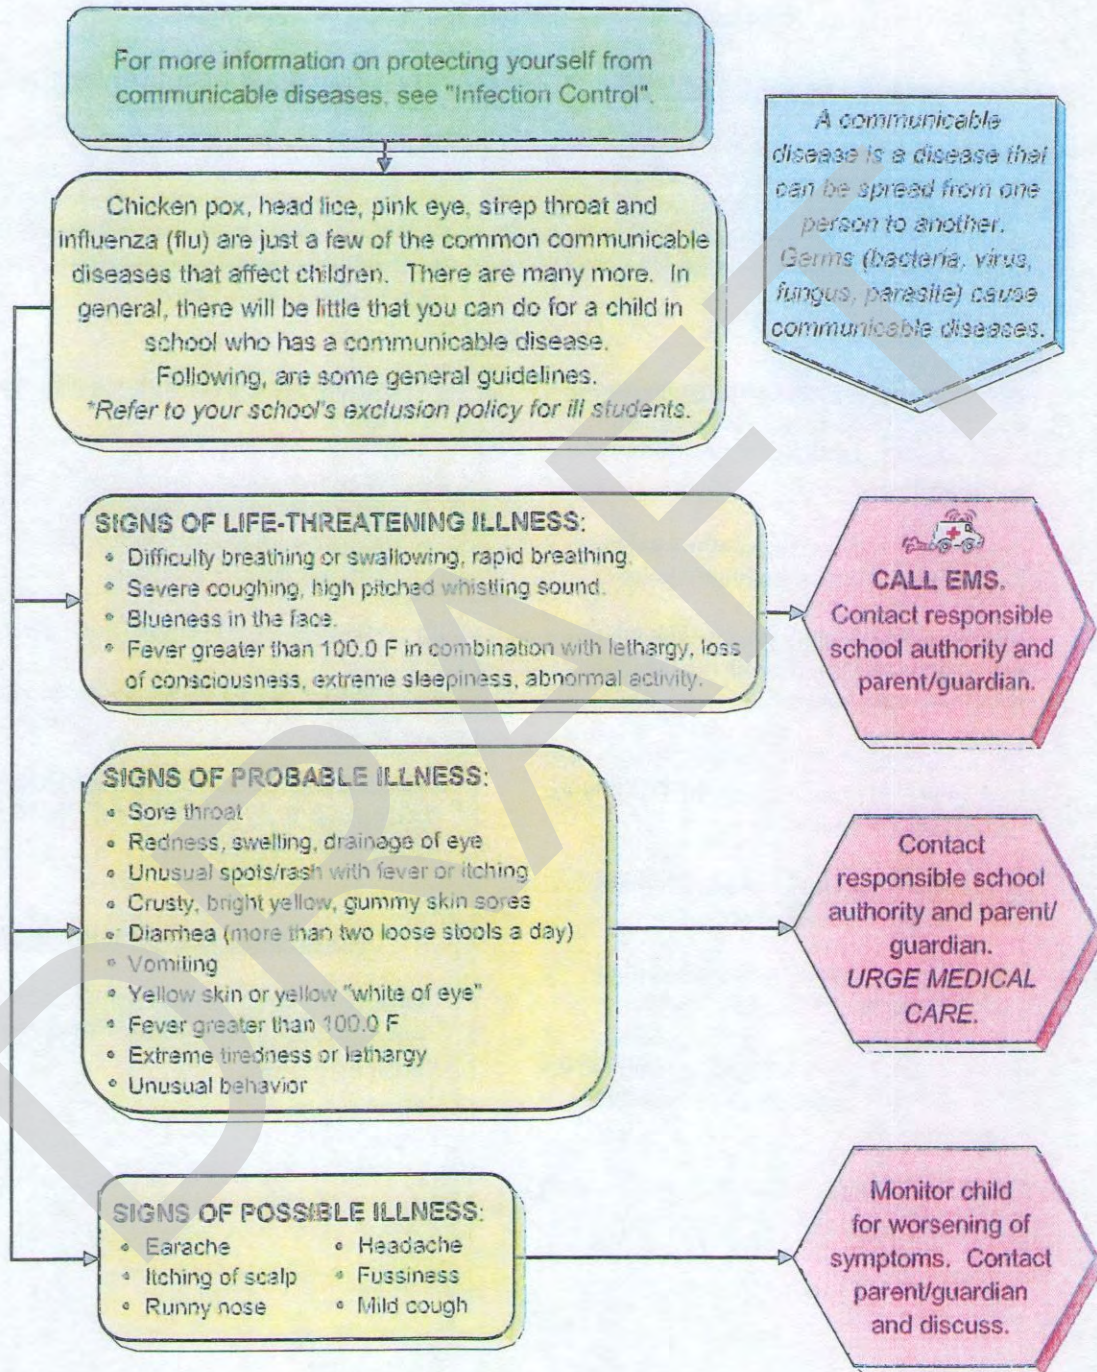 For more information on protecting yourself from
communicable diseases, see "Infection Control".
A communicable
disease is a disease that
can be spread from one
person to another.
Germs (bacteria, virus,
fungus, parasite) cause
communicable diseases.
Chicken pox, head lice, pink eye, strep throat and
influenza (flu) are just a few of the common communicable
diseases that affect children. There are many more. In
general, there will be little that you can do for a child in
school who has a communicable disease.
Following, are some general guidelines.
*Refer to your school's exclusion policy for ill students.
SIGNS OF LIFE-THREATENING ILLNESS:
• Difficulty breathing or swallowing, rapid breathing.
• Severe coughing, high pitched whistling sound.
• Blueness in the face.
• Fever greater than 100.0 F in combination with lethargy, loss
of consciousness, extreme sleepiness, abnormal activity.
CALL EMS.
Contact responsible
school authority and
parent/guardian.
SIGNS OF PROBABLE ILLNESS:
• Sore throat
• Redness, swelling, drainage of eye
• Unusual spots/rash with fever or itching
• Crusty, bright yellow, gummy skin sores
• Diarrhea (more than two loose stools a day)
• Vomiting
• Yellow skin or yellow "white of eye"
• Fever greater than 100.0 F
• Extreme tiredness or lethargy
• Unusual behavior
Contact
responsible school
authority and parent/
guardian.
URGE MEDICAL
CARE.
SIGNS OF POSSIBLE ILLNESS:
• Earache • Headache
• Itching of scalp • Fussiness
• Runny nose • Mild cough
Monitor child
for worsening of
symptoms. Contact
parent/guardian
and discuss.
DRAFT